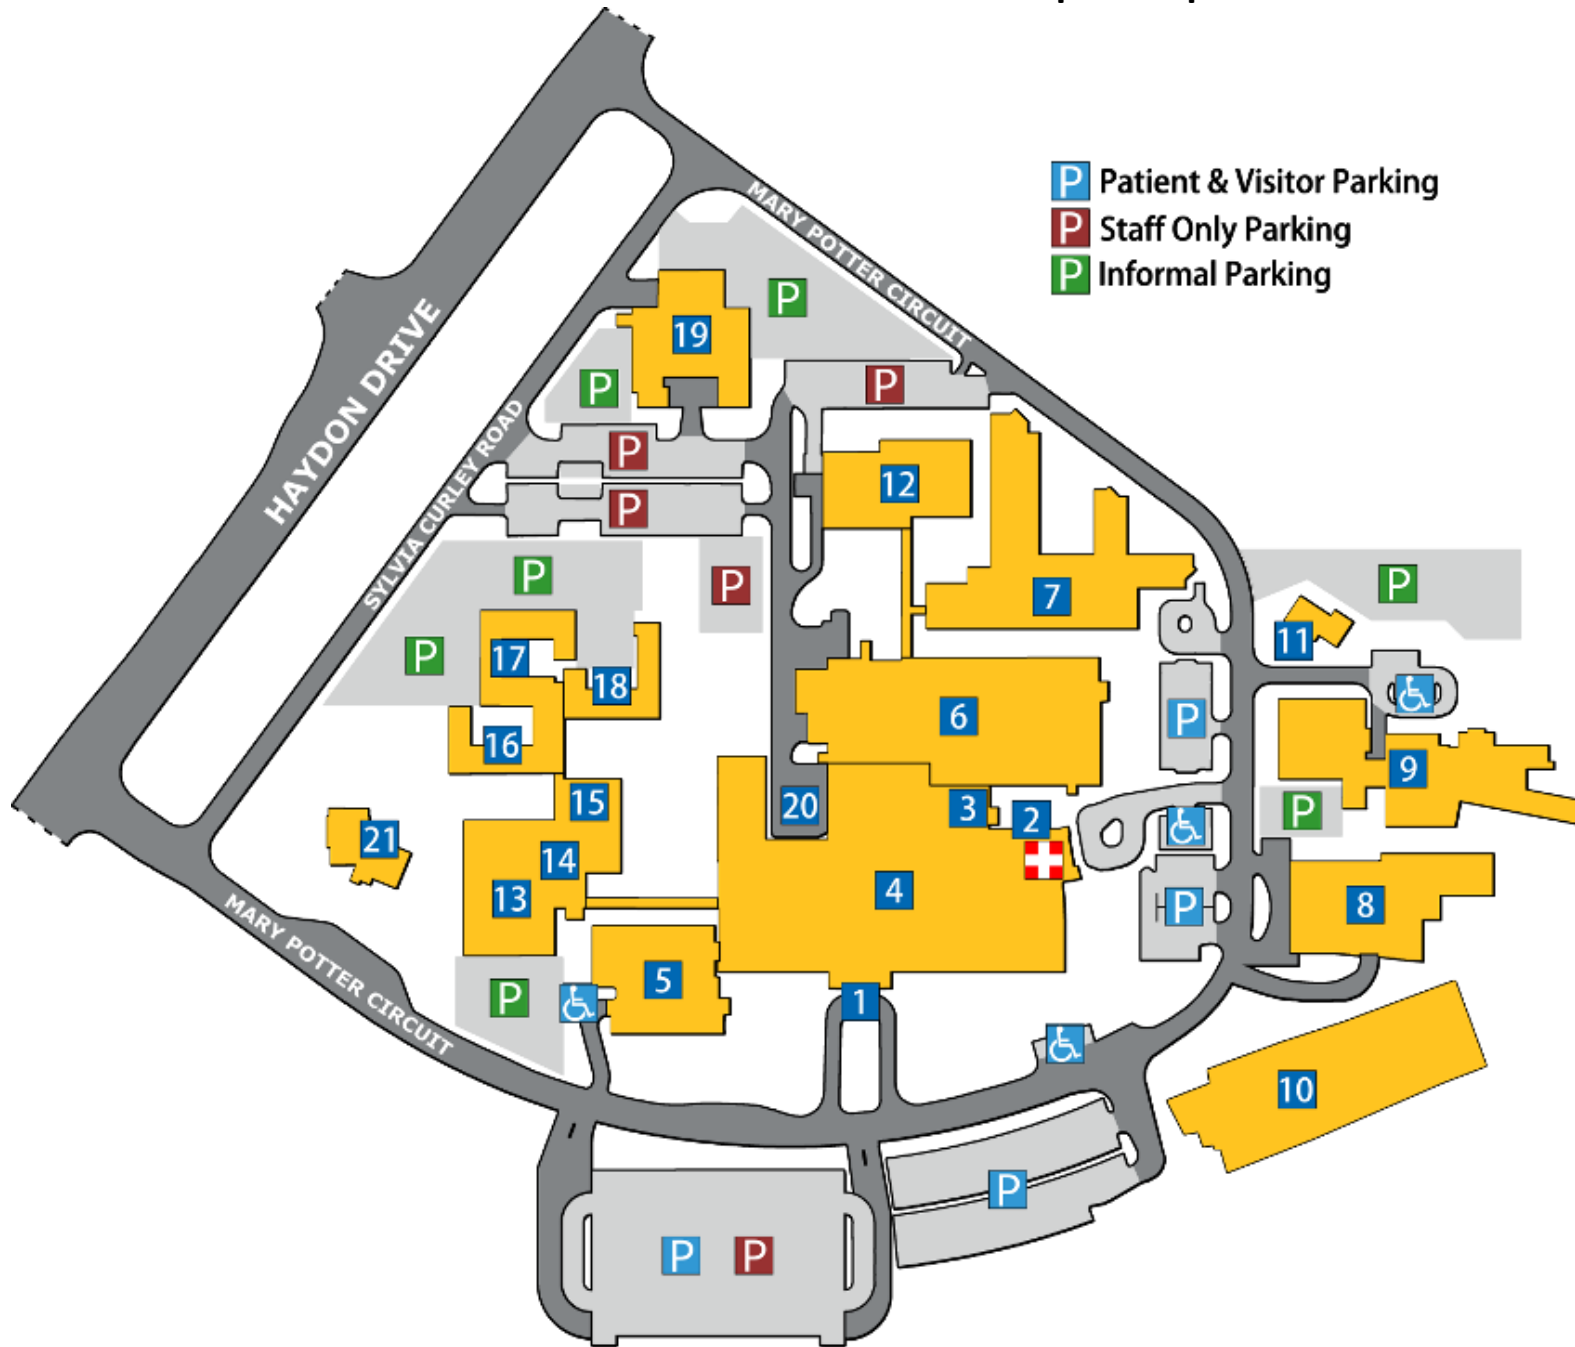 P Patient & Visitor Parking
P Staff Only Parking
P Informal Parking
MARY POTTER CIRCUIT
HAYDON DRIVE
SYLVIA CURLEY ROAD
P
19
P
P
P
12
P
P
P
7
P
11
P
17
18
6
P
16
9
15
20
3
2
P
21
14
13
4
P
8
MARY POTTER CIRCUIT
5
P
1
10
P
P
P